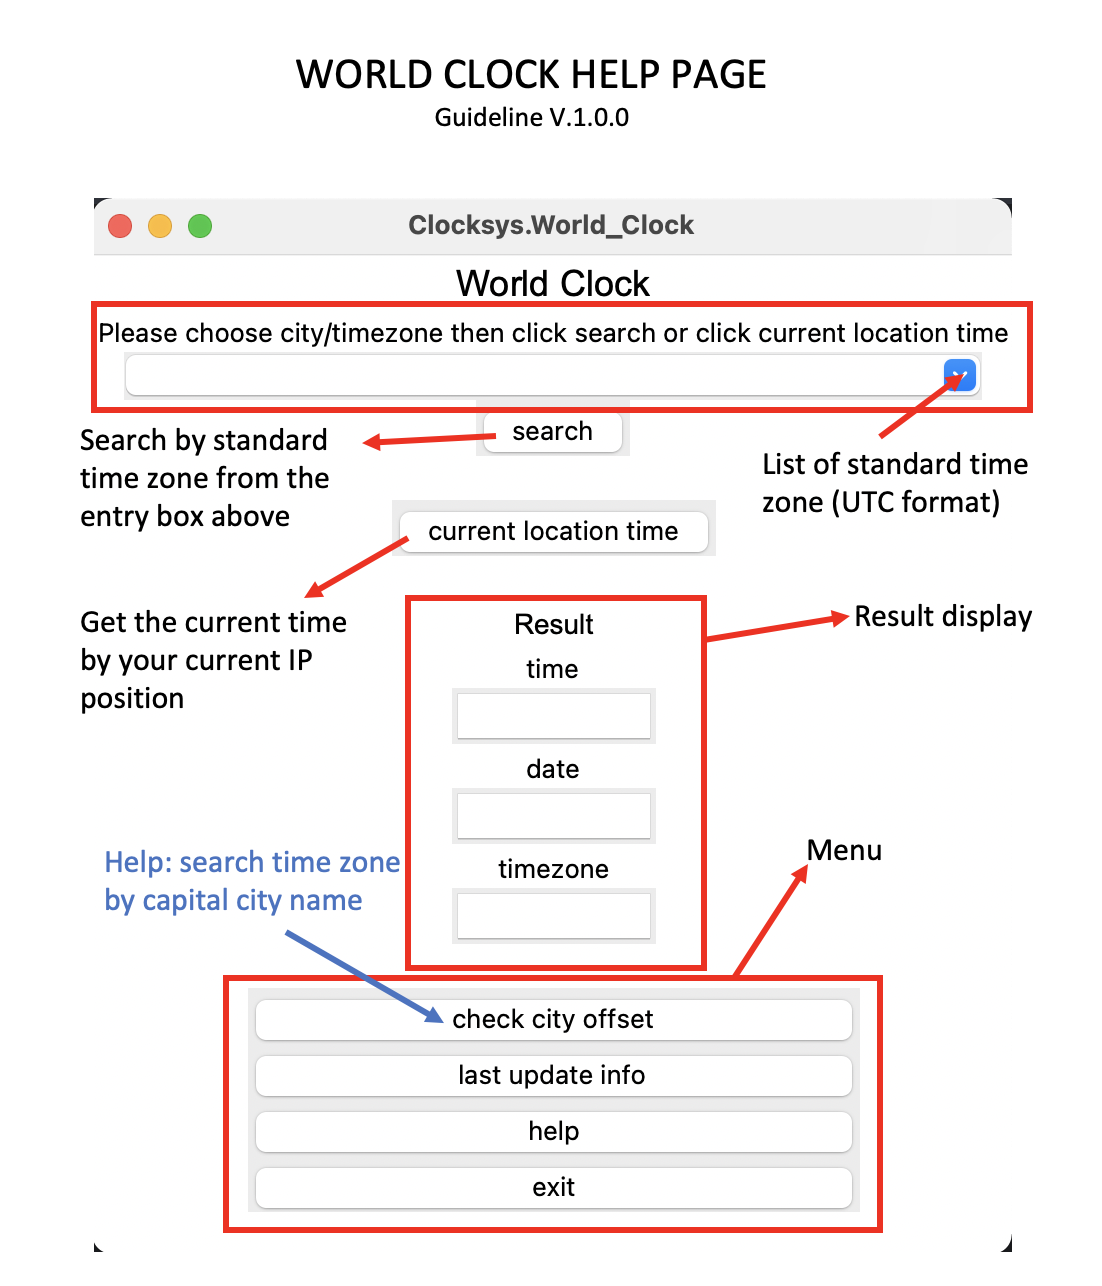 WORLD CLOCK HELP PAGE
Guideline V.1.0.0
Clocksys.World_Clock
World Clock
Please choose city/timezone then click search or click current location time
search
Search by standard
time zone from the
entry box above
List of standard time
zone (UTC format)
current location time
Get the current time
by your current IP
position
Result
Result display
time
date
timezone
Help: search time zone
by capital city name
Menu
check city offset
last update info
help
exit